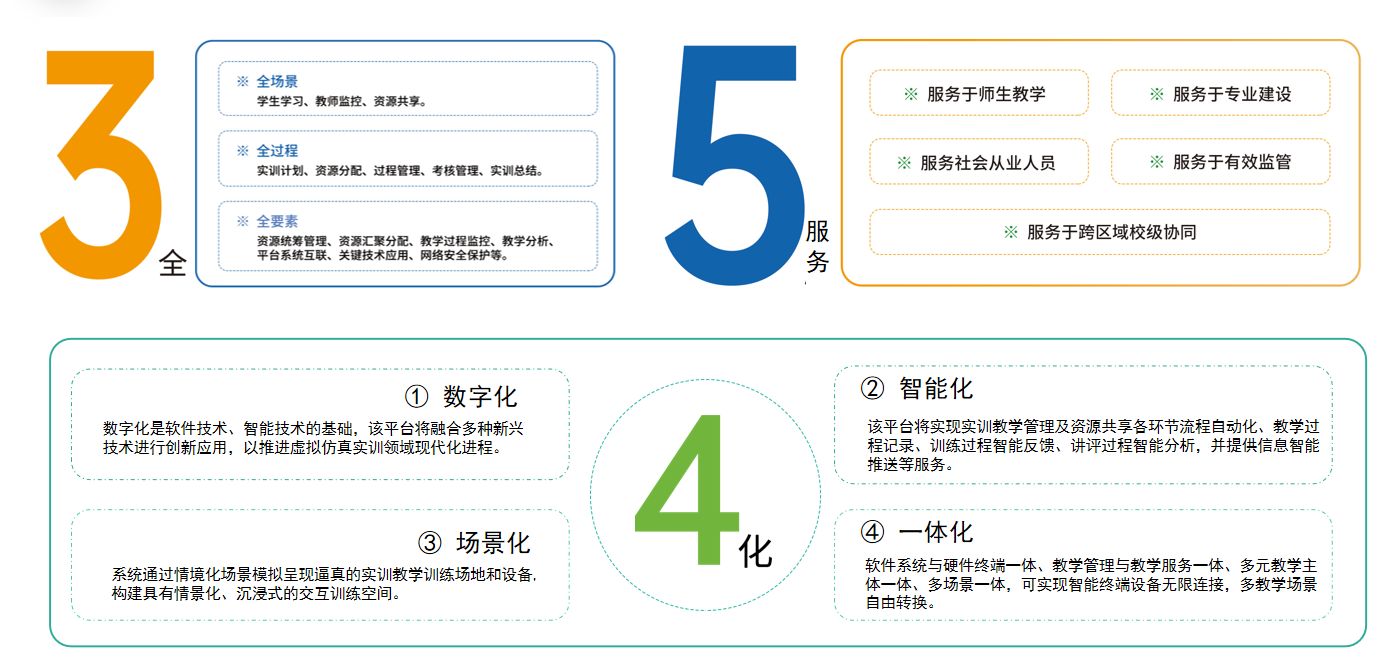 3全
※ 全场景
学生学习、教师监控、资源共享。
※ 全过程
实训计划、资源分配、过程管理、考核管理、实训总结。
※ 全要素
资源统筹管理、资源汇聚分配、教学过程监控、教学分析、
平台系统互联、关键技术应用、网络安全保护等。
5服
务
※ 服务于师生教学
※ 服务于专业建设
※ 服务社会从业人员
※ 服务于有效监管
※ 服务于跨区域校级协同
① 数字化
数字化是软件技术、智能技术的基础，该平台将融合多种新兴
技术进行创新应用，以推进虚拟仿真实训领域现代化进程。
② 智能化
该平台将实现实训教学管理及资源共享各环节流程自动化、教学过
程记录、训练过程智能反馈、讲评过程智能分析，并提供信息智能
推送等服务。
4化
③ 场景化
系统通过情境化场景模拟呈现逼真的实训教学训练场地和设备,
构建具有情景化、沉浸式的交互训练空间。
④ 一体化
软件系统与硬件终端一体、教学管理与教学服务一体、多元教学主
体一体、多场景一体，可实现智能终端设备无限连接，多教学场景
自由转换。